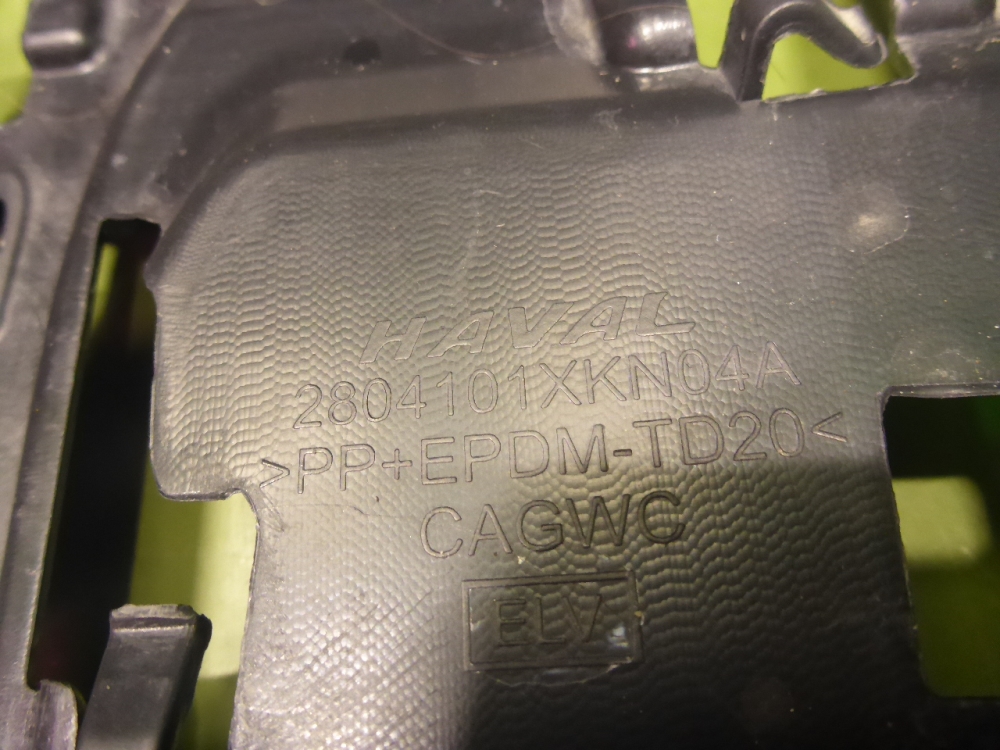 HAVAL
2804101XKN04A
>PP+EPDM-TD20<
CAGWC
ELV